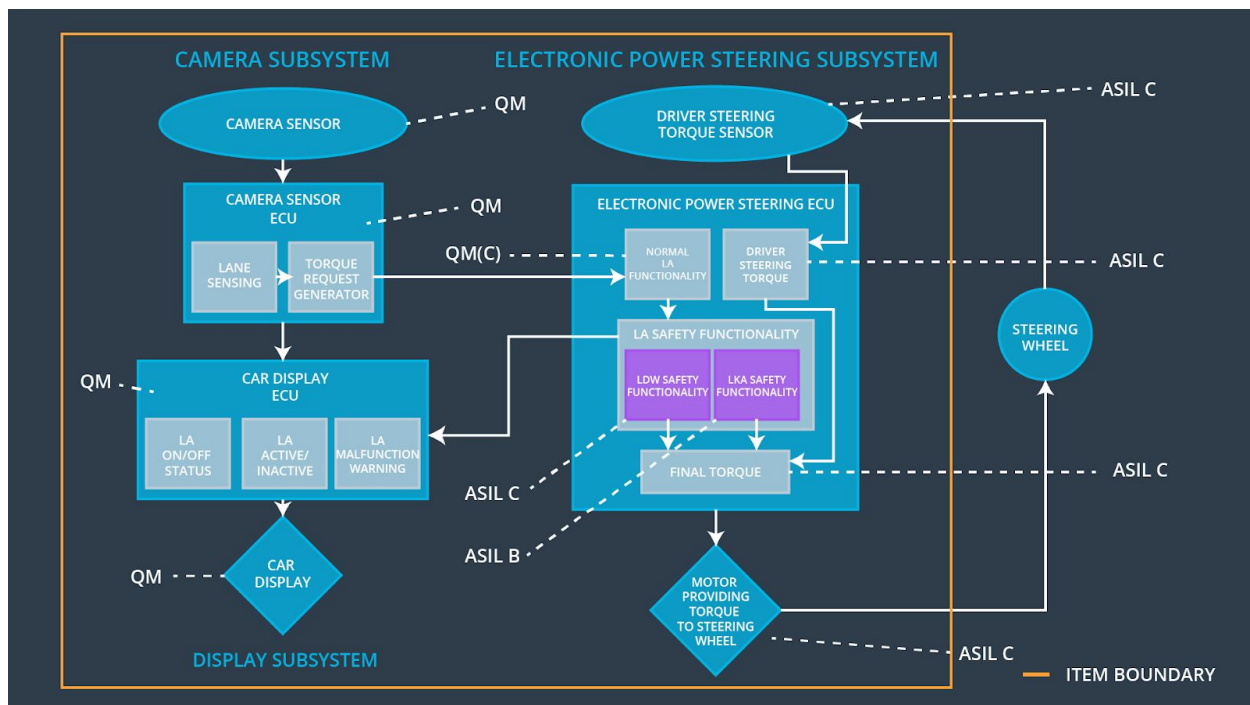 CAMERA SUBSYSTEM
ELECTRONIC POWER STEERING SUBSYSTEM
CAMERA SENSOR
QM
DRIVER STEERING
TORQUE SENSOR
ASIL C
CAMERA SENSOR
ECU
QM
LANE
SENSING
TORQUE
REQUEST
GENERATOR
ELECTRONIC POWER STEERING ECU
QM(C)
NORMAL
LA
FUNCTIONALITY
DRIVER
STEERING
TORQUE
ASIL C
LA SAFETY FUNCTIONALITY
LDW SAFETY
FUNCTIONALITY
LKA SAFETY
FUNCTIONALITY
STEERING
WHEEL
QM
CAR DISPLAY
ECU
LA
ON/OFF
STATUS
LA
ACTIVE/
INACTIVE
LA
MALFUNCTION
WARNING
FINAL TORQUE
ASIL C
ASIL C
ASIL B
QM
CAR
DISPLAY
MOTOR
PROVIDING
TORQUE
TO STEERING
WHEEL
ASIL C
DISPLAY SUBSYSTEM
ITEM BOUNDARY